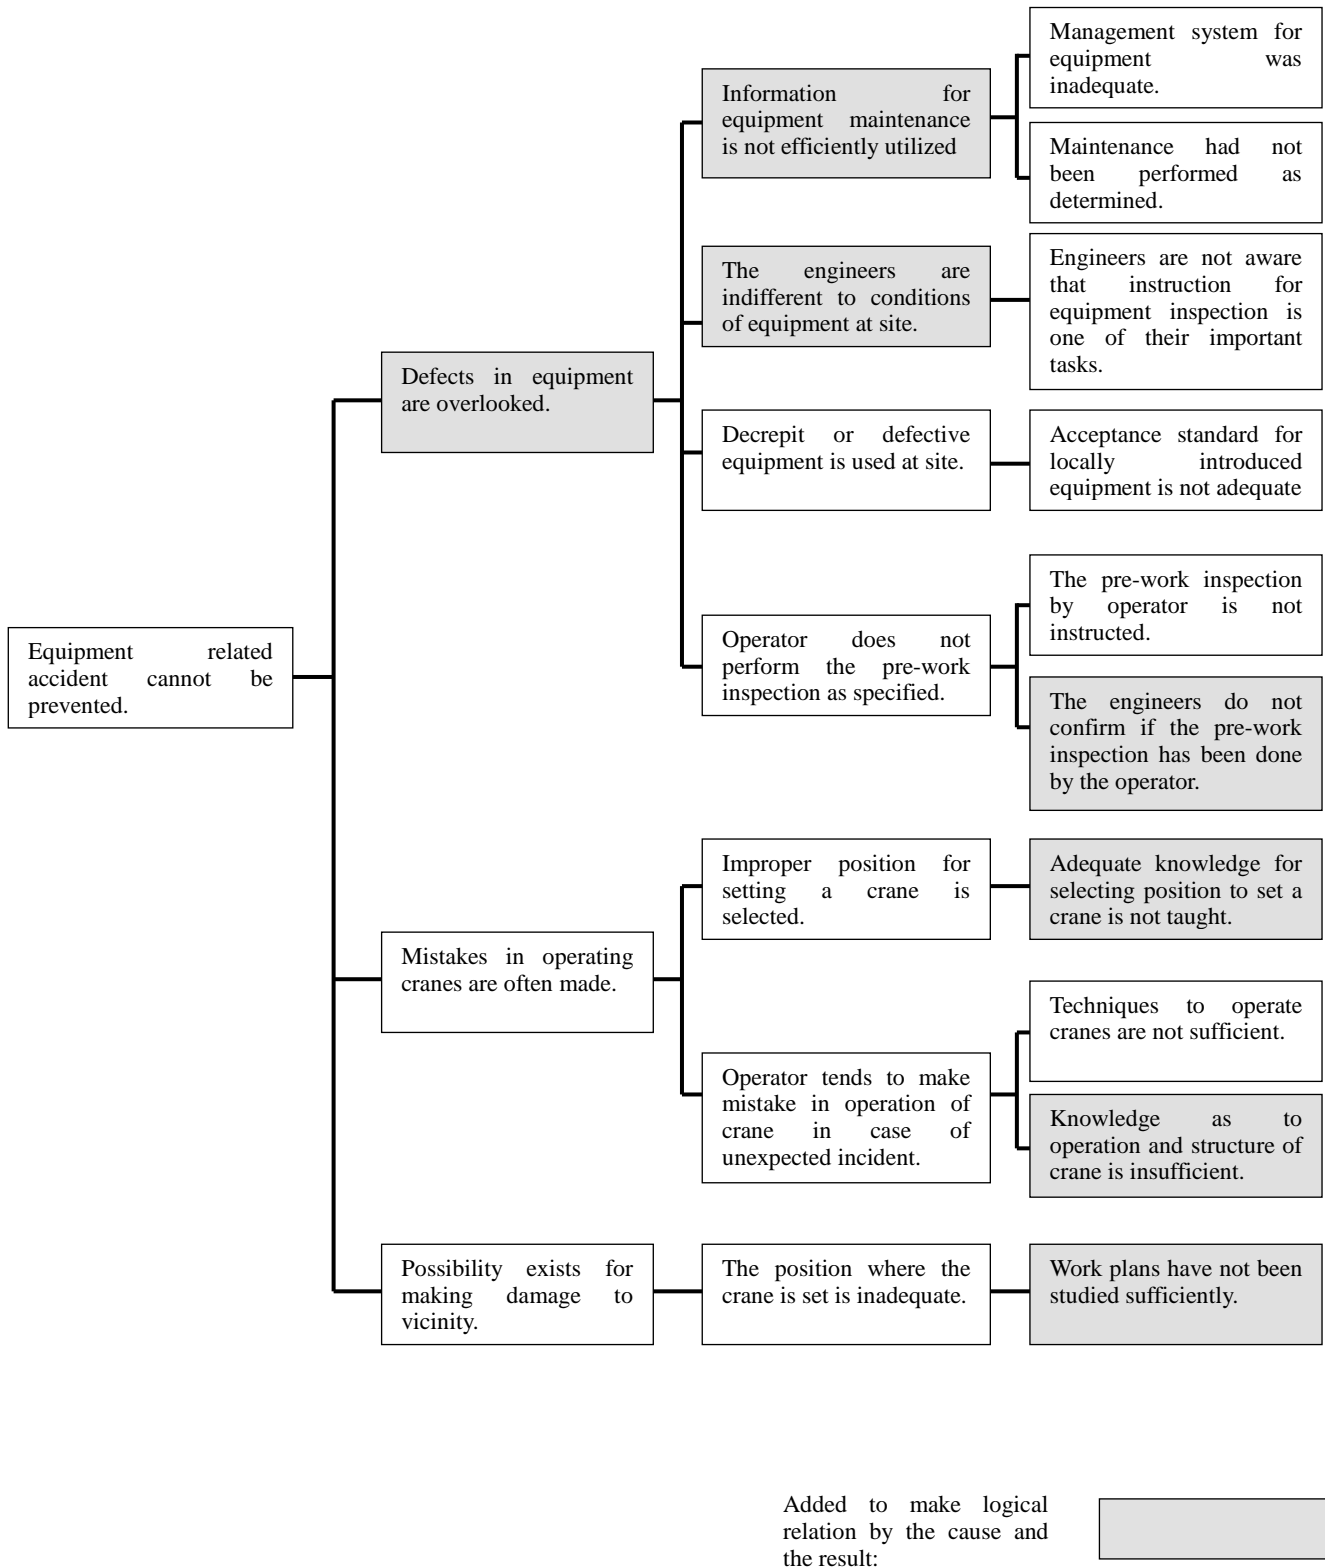 Management system for
equipment was
inadequate.
Information for
equipment maintenance
is not efficiently utilized
Maintenance had not
been performed as
determined.
The engineers are
indifferent to conditions
of equipment at site.
Engineers are not aware
that instruction for
equipment inspection is
one of their important
tasks.
Defects in equipment
are overlooked.
Decrepit or defective
equipment is used at site.
Acceptance standard for
locally introduced
equipment is not adequate
The pre-work inspection
by operator is not
instructed.
Equipment related
accident cannot be
prevented.
Operator does not
perform the pre-work
inspection as specified.
The engineers do not
confirm if the pre-work
inspection has been done
by the operator.
Improper position for
setting a crane is
selected.
Adequate knowledge for
selecting position to set a
crane is not taught.
Mistakes in operating
cranes are often made.
Techniques to operate
cranes are not sufficient.
Operator tends to make
mistake in operation of
crane in case of
unexpected incident.
Knowledge as to
operation and structure of
crane is insufficient.
Possibility exists for
making damage to
vicinity.
The position where the
crane is set is inadequate.
Work plans have not been
studied sufficiently.
Added to make logical
relation by the cause and
the result: